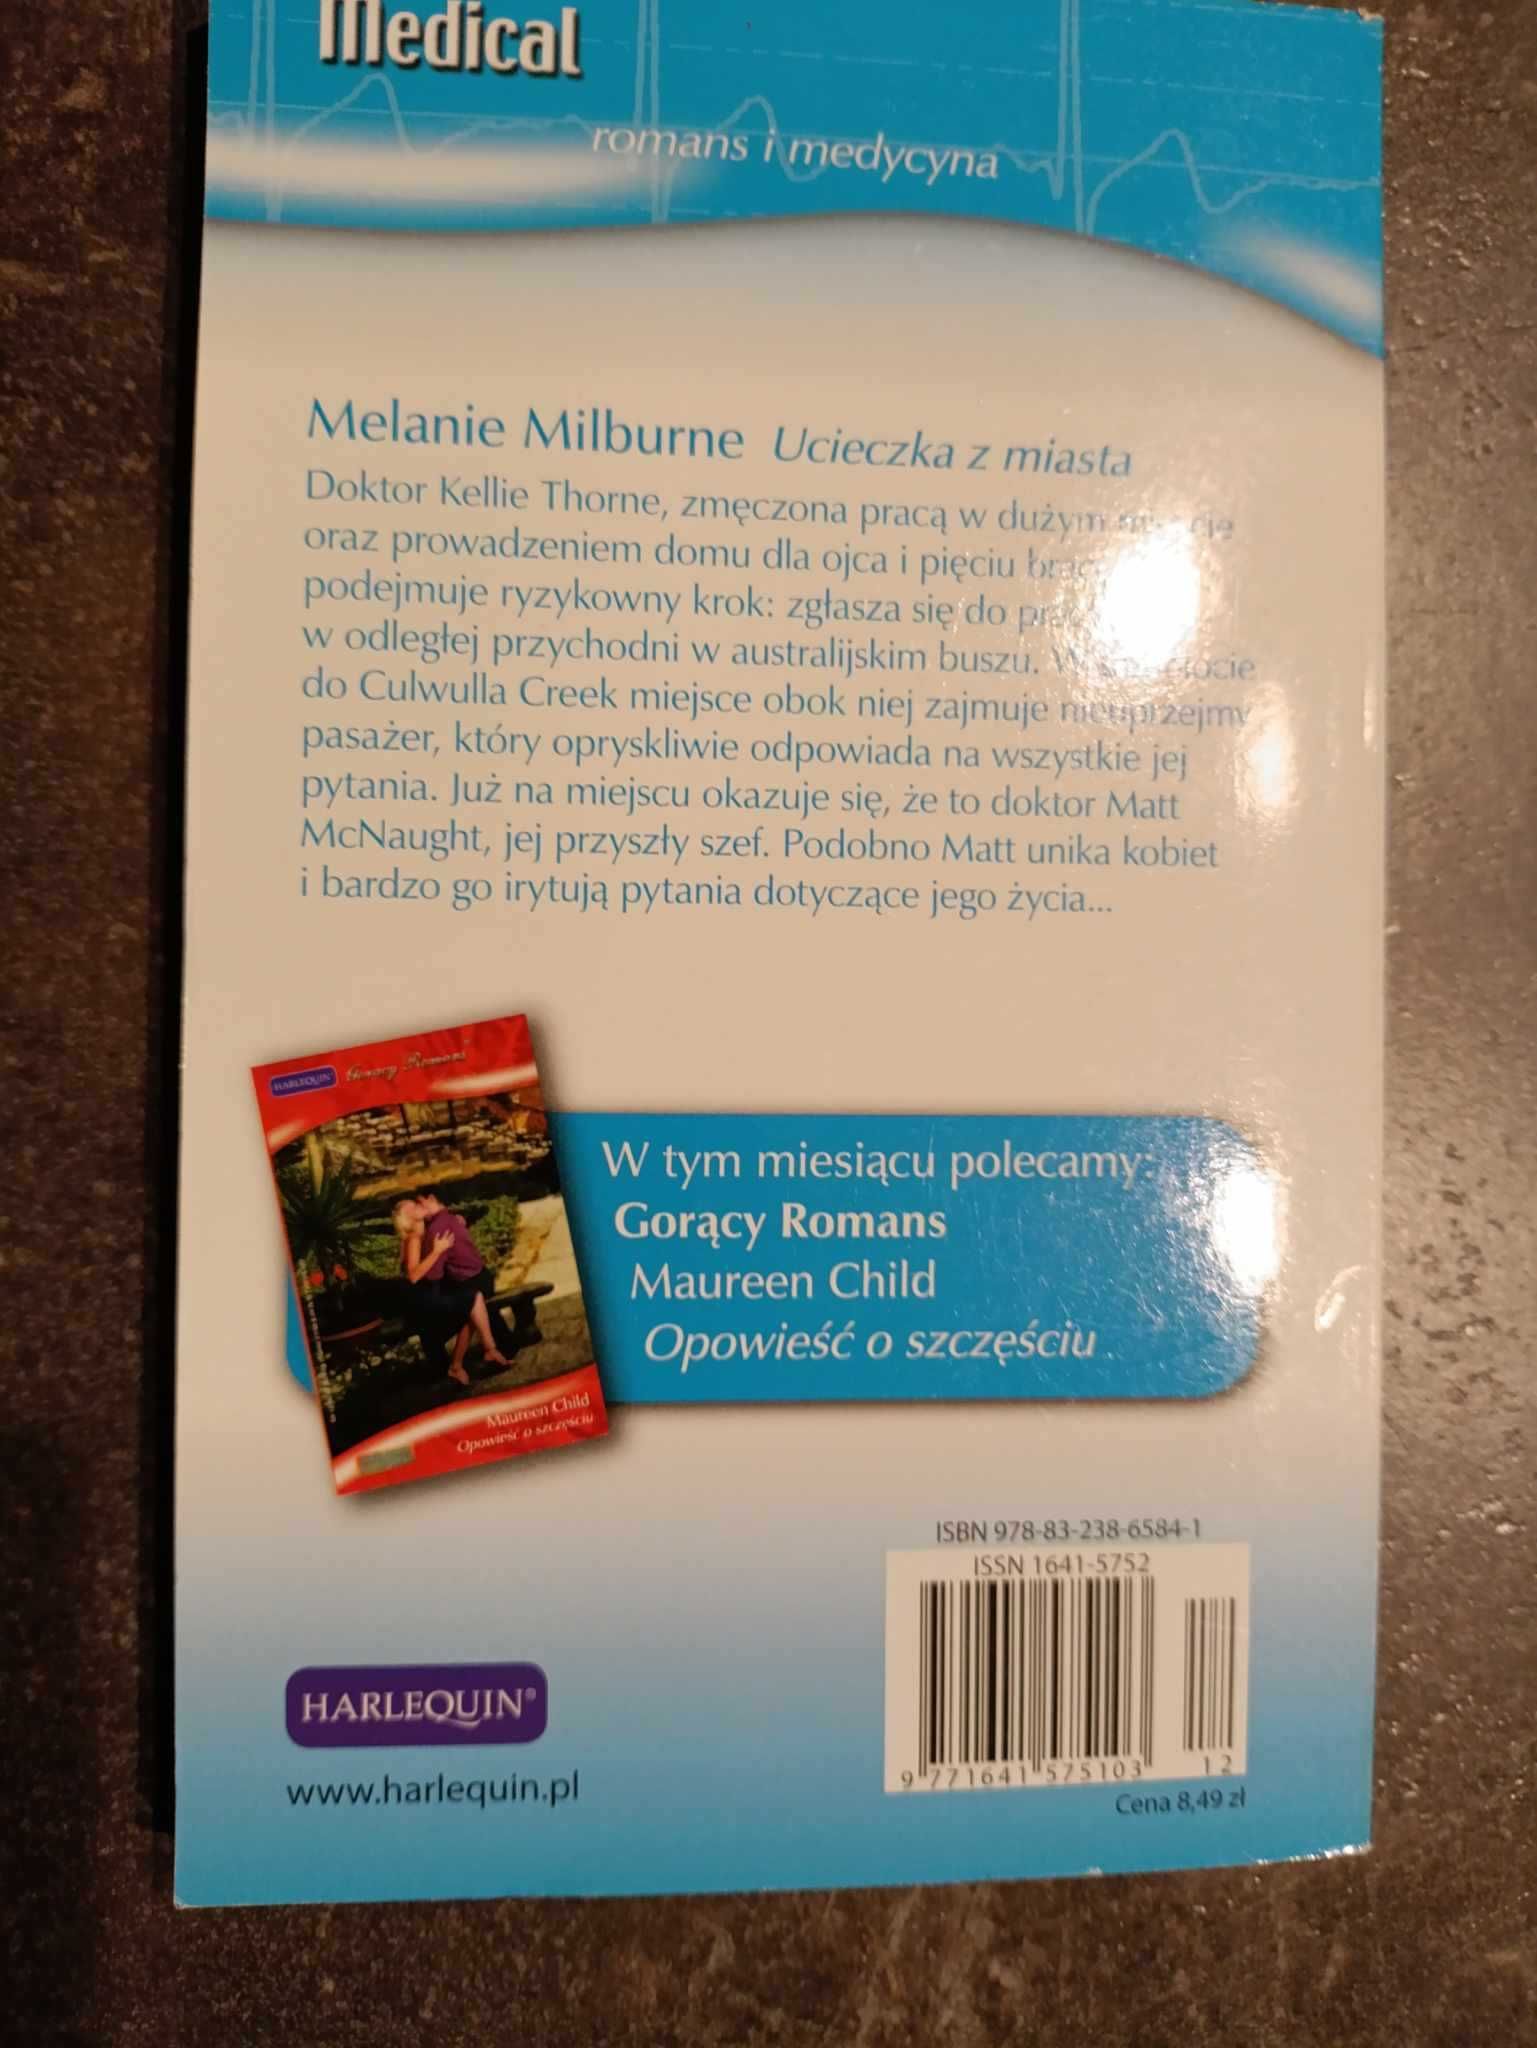 Medical
romans i medycyna
Melanie Milburne Ucieczka z miasta
Doktor Kellie Thorne, zmęczona pracą w dużym
oraz prowadzeniem domu dla ojca i pięciu
podejmuje ryzykowny krok: zgłasza się do
w odległej przychodni w australijskim buszu. W
do Culwulla Creek miejsce obok niej zajmuje nieuprzejmy
pasażer, który opryskliwie odpowiada na wszystkie jej
pytania. Już na miejscu okazuje się, że to doktor Matt
McNaught, jej przyszły szef. Podobno Matt unika kobiet
i bardzo go irytują pytania dotyczące jego życia...
HARLEQUIN® Gorący Romans
Maureen Child
Opowieść o szczęściu
W tym miesiącu polecamy:
Gorący Romans
Maureen Child
Opowieść o szczęściu
ISBN 978-83-238-6584-1
ISSN 1641-5752
9 771641 575103 12
Cena 8,49 zł
HARLEQUIN®
www.harlequin.pl